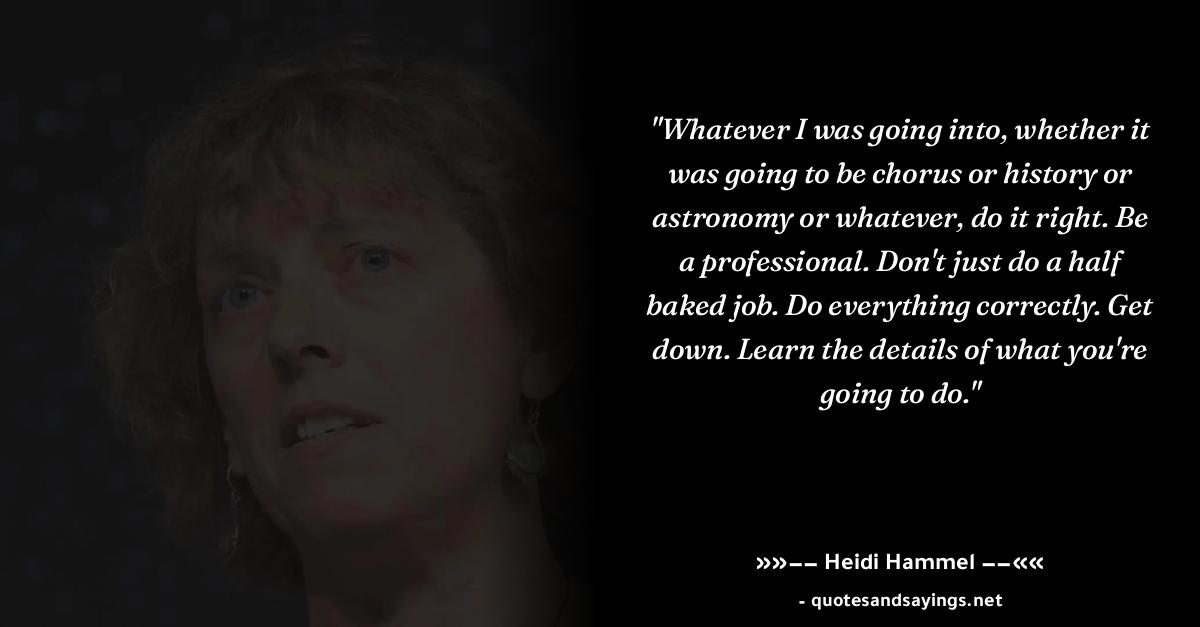 "Whatever I was going into, whether it
was going to be chorus or history or
astronomy or whatever, do it right. Be
a professional. Don't just do a half
baked job. Do everything correctly. Get
down. Learn the details of what you're
going to do."
»»–– Heidi Hammel ––««
- quotesandsayings.net